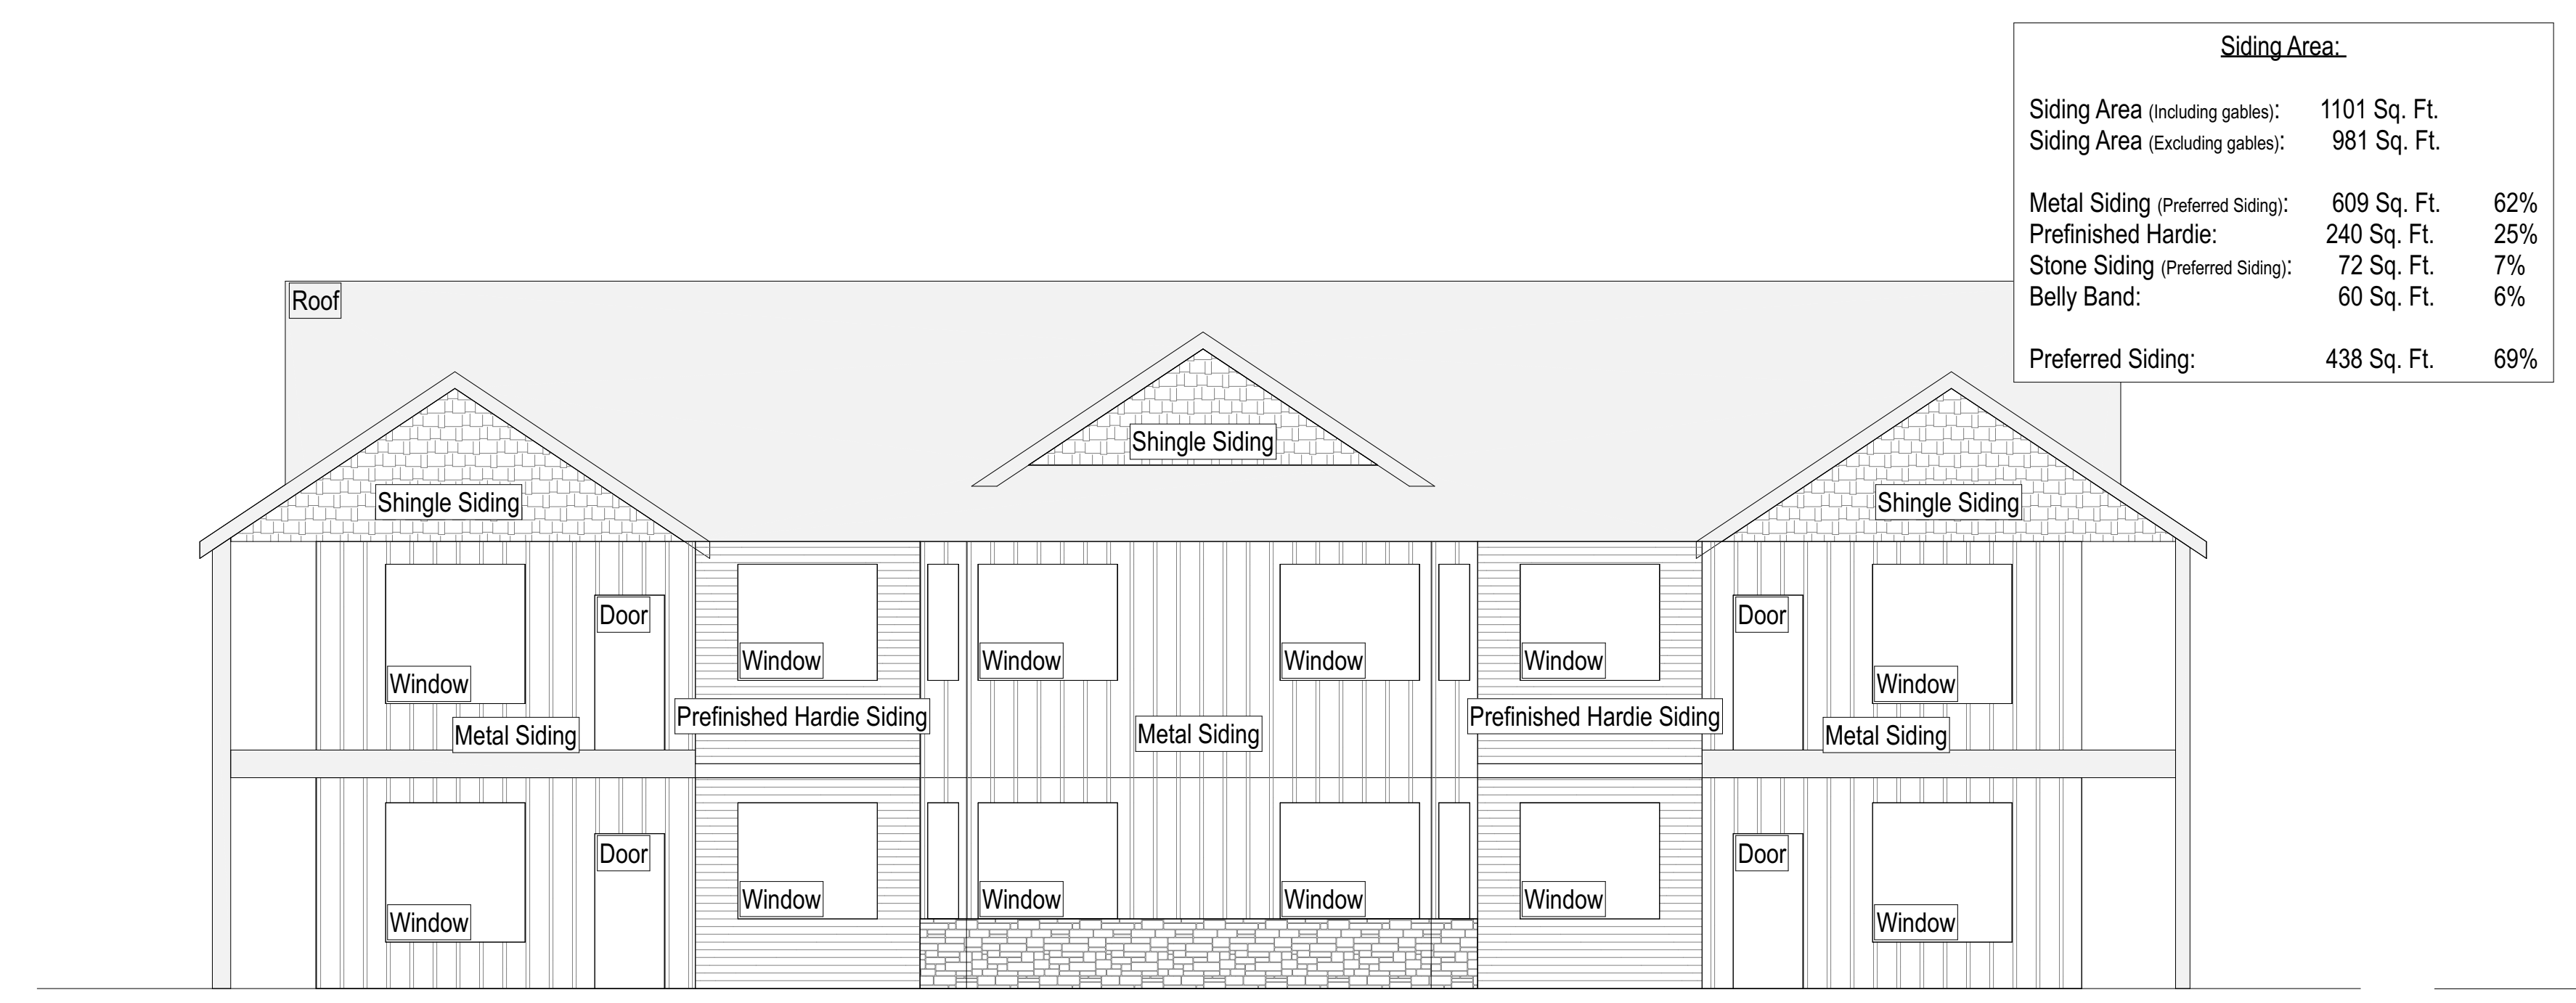 Siding Area:
Siding Area (Including gables): 1101 Sq. Ft.
Siding Area (Excluding gables): 981 Sq. Ft.
Metal Siding (Preferred Siding): 609 Sq. Ft. 62%
Prefinished Hardie: 240 Sq. Ft. 25%
Stone Siding (Preferred Siding): 72 Sq. Ft. 7%
Belly Band: 60 Sq. Ft. 6%
Preferred Siding: 438 Sq. Ft. 69%
Roof
Shingle Siding
Shingle Siding
Shingle Siding
Door
Door
Window
Window
Window
Window
Window
Window
Prefinished Hardie Siding
Prefinished Hardie Siding
Metal Siding
Metal Siding
Metal Siding
Door
Door
Window
Window
Window
Window
Window
Window